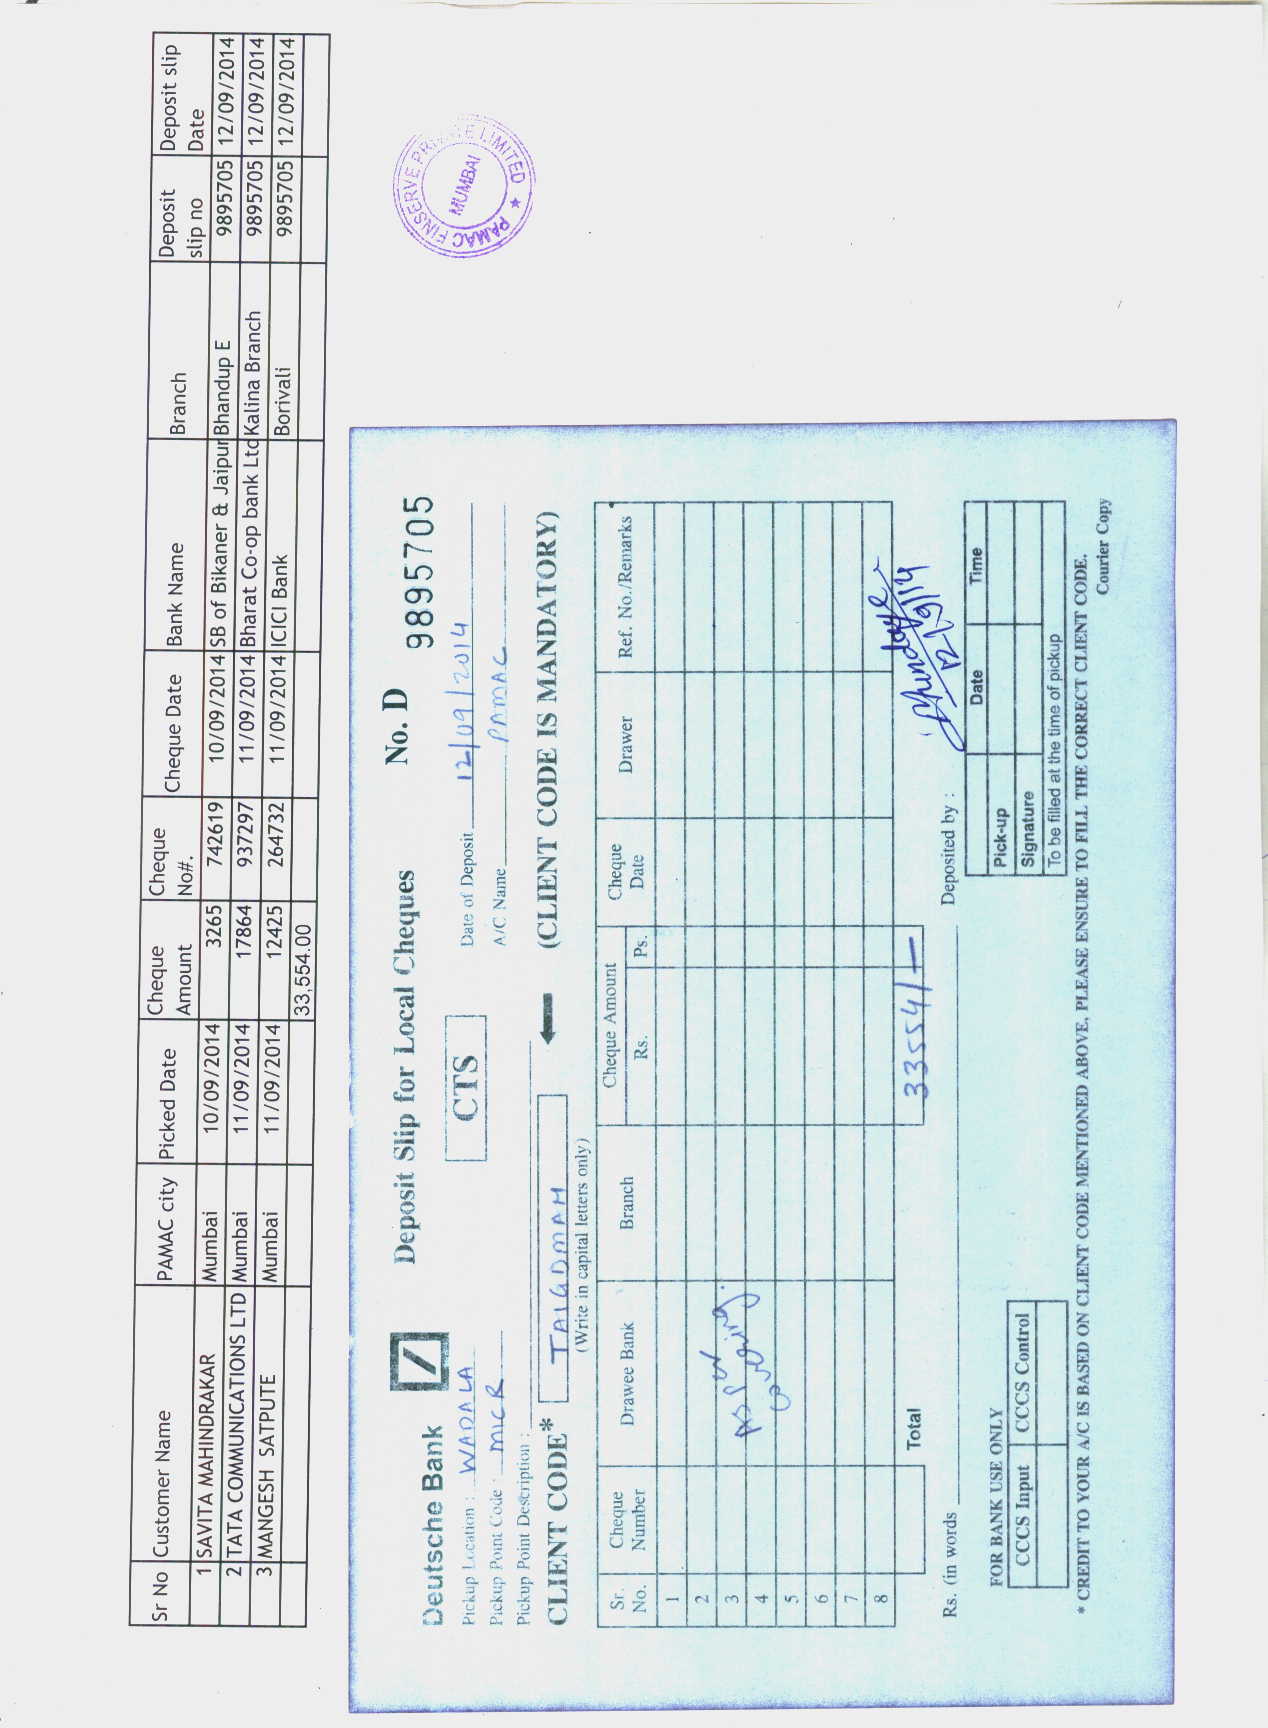 Sr No Customer Name PAMAC city Picked Date Cheque Amount Cheque No#. Cheque Date Bank Name Branch Deposit slip no Deposit slip Date
1 SAVITA MAHINDRAKAR Mumbai 10/09/2014 3265 742619 10/09/2014 SB of Bikaner & Jaipur Bhandup E 9895705 12/09/2014
2 TATA COMMUNICATIONS LTD Mumbai 11/09/2014 17864 937297 11/09/2014 Bharat Co-op bank Ltd Kalina Branch 9895705 12/09/2014
3 MANGESH SATPUTE Mumbai 11/09/2014 12425 264732 11/09/2014 ICICI Bank Borivali 9895705 12/09/2014
33,554.00
PAMAC FINSERVE PRIVATE LIMITED ★
MUMBAI
Deutsche Bank Deposit Slip for Local Cheques No. D 9895705
Pickup Location : WADALA CTS Date of Deposit 12/09/2014
Pickup Point Code : MICR A/C Name PAMAC
Pickup Point Description :
CLIENT CODE* TAIGDMAH (CLIENT CODE IS MANDATORY)
(Write in capital letters only)
Sr. No. Cheque Number Drawee Bank Branch Cheque Amount Rs. Ps. Cheque Date Drawer Ref. No./Remarks
1
2
3
4
5
6
7
8
As per
Total 33554/-
12/9/14
Rs. (in words Deposited by :
FOR BANK USE ONLY
CCCS Input CCCS Control
Date Time
Pick-up
Signature
To be filled at the time of pickup
* CREDIT TO YOUR A/C IS BASED ON CLIENT CODE MENTIONED ABOVE, PLEASE ENSURE TO FILL THE CORRECT CLIENT CODE.
Courier Copy